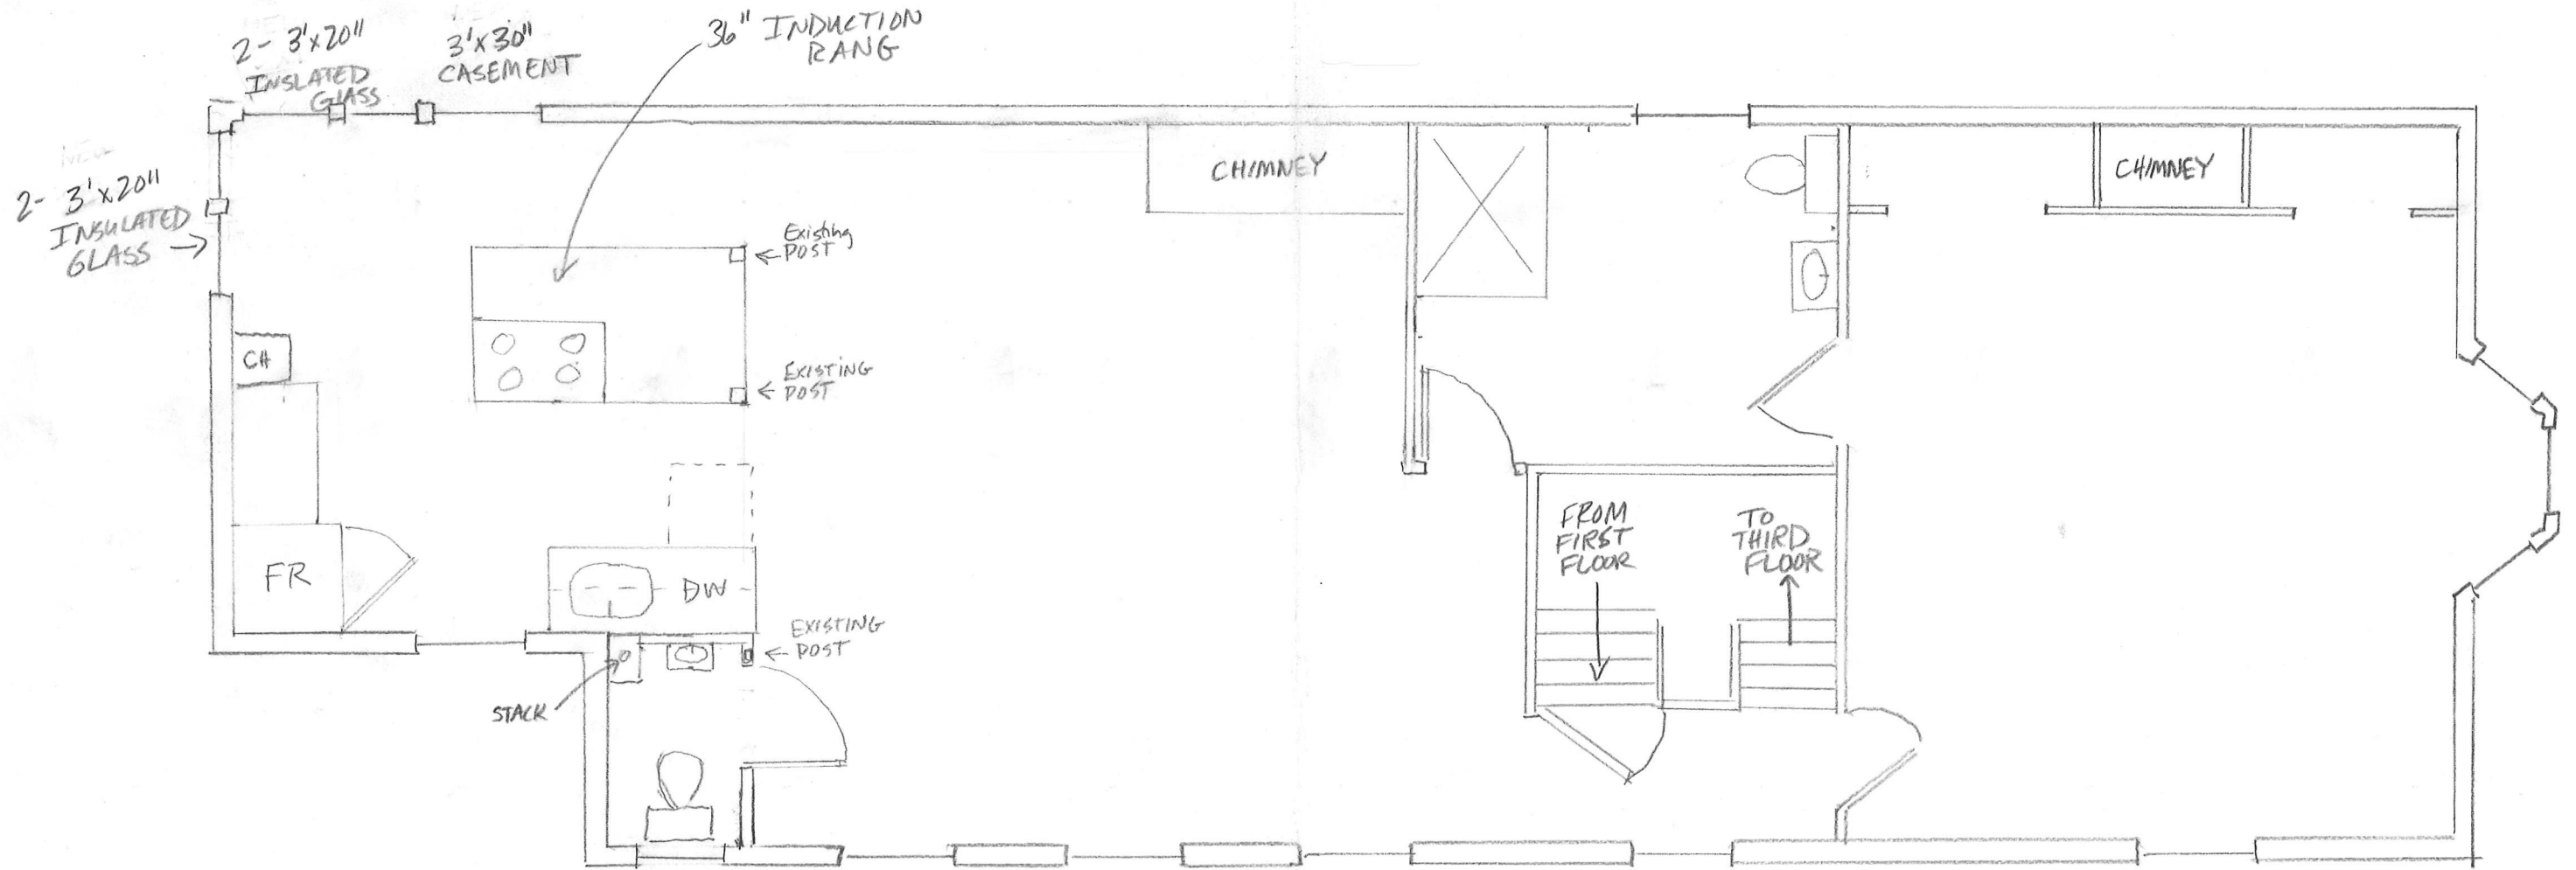 2- 3'x20"
INSLATED
GLASS
3'x30"
CASEMENT
36" INDUCTION
RANG
2- 3'x20"
INSULATED
GLASS
CHIMNEY
CHIMNEY
Existing
POST
EXISTING
POST
CH
FR
DW
EXISTING
POST
STACK
FROM
FIRST
FLOOR
TO
THIRD
FLOOR